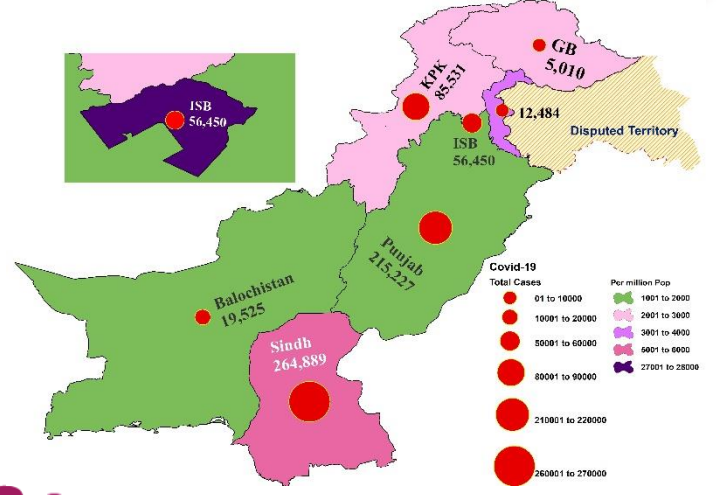 GB
5,010
KPK
85,531
ISB
56,450
12,484
Disputed Territory
ISB
56,450
Punjab
215,227
Balochistan
19,525
Sindh
264,889
Covid-19
Total Cases
01 to 10000
10001 to 20000
50001 to 60000
80001 to 90000
210001 to 220000
260001 to 270000
Per million Pop
1001 to 2000
2001 to 3000
3001 to 4000
5001 to 6000
27001 to 28000